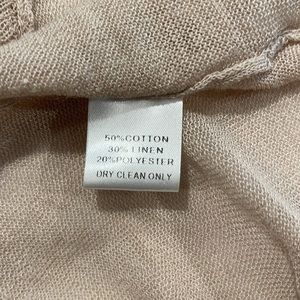 50%COTTON
30% LINEN
20%POLYESTER
DRY CLEAN ONLY